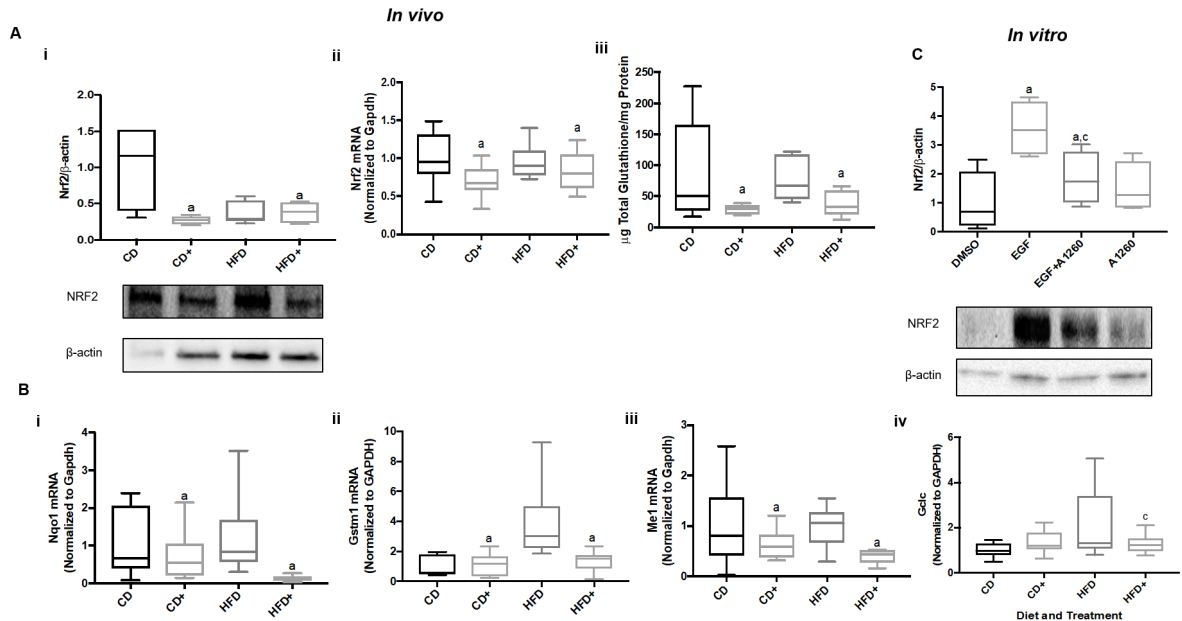 In vivo
In vitro
A
i
ii
iii
C
Nrf2/β-actin
2.0
1.5
1.0
0.5
0.0
a
a
CD
CD+
HFD
HFD+
Nrf2 mRNA
(Normalized to Gapdh)
2.0
1.5
1.0
0.5
0.0
a
a
CD
CD+
HFD
HFD+
μg Total Glutathione/mg Protein
250
200
150
100
50
0
a
a
CD
CD+
HFD
HFD+
Nrf2/β-actin
5
4
3
2
1
0
a
a,c
DMSO
EGF
EGF+A1260
A1260
NRF2
β-actin
NRF2
β-actin
B
i
ii
iii
iv
Nqo1 mRNA
(Normalized to Gapdh)
4
3
2
1
0
a
a
CD
CD+
HFD
HFD+
Gstm1 mRNA
(Normalized to GAPDH)
10
8
6
4
2
0
a
a
CD
CD+
HFD
HFD+
Me1 mRNA
(Normalized to Gapdh)
3
2
1
0
a
a
CD
CD+
HFD
HFD+
Gclc
(Normalized to GAPDH)
6
4
2
0
c
CD
CD+
HFD
HFD+
Diet and Treatment